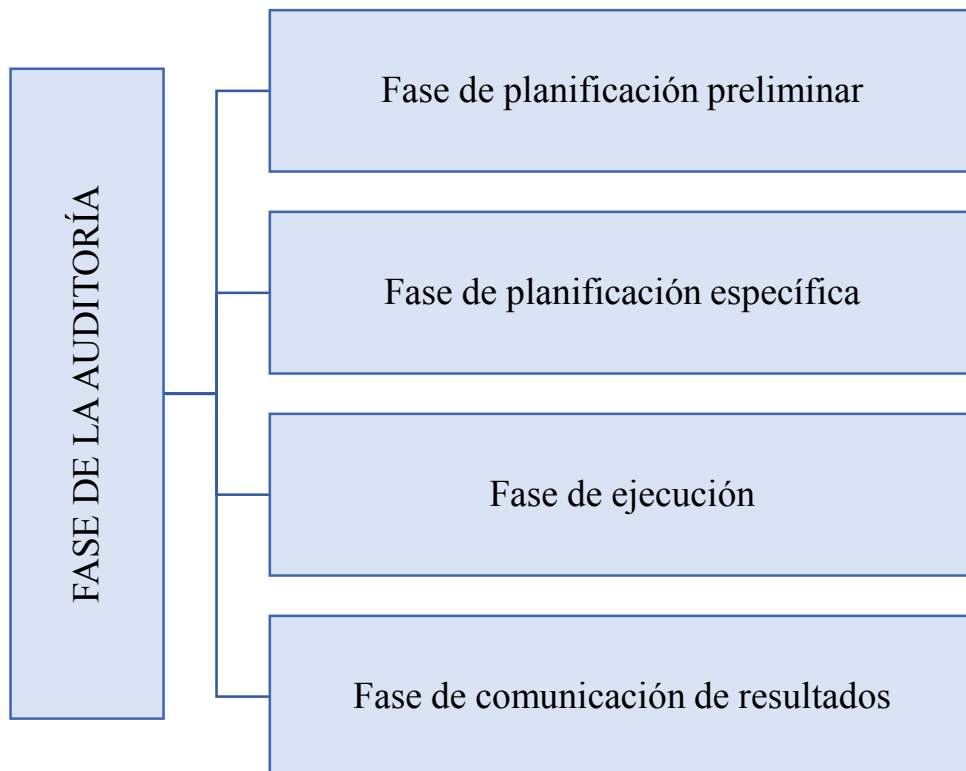 FASE DE LA AUDITORÍA
Fase de planificación preliminar
Fase de planificación específica
Fase de ejecución
Fase de comunicación de resultados